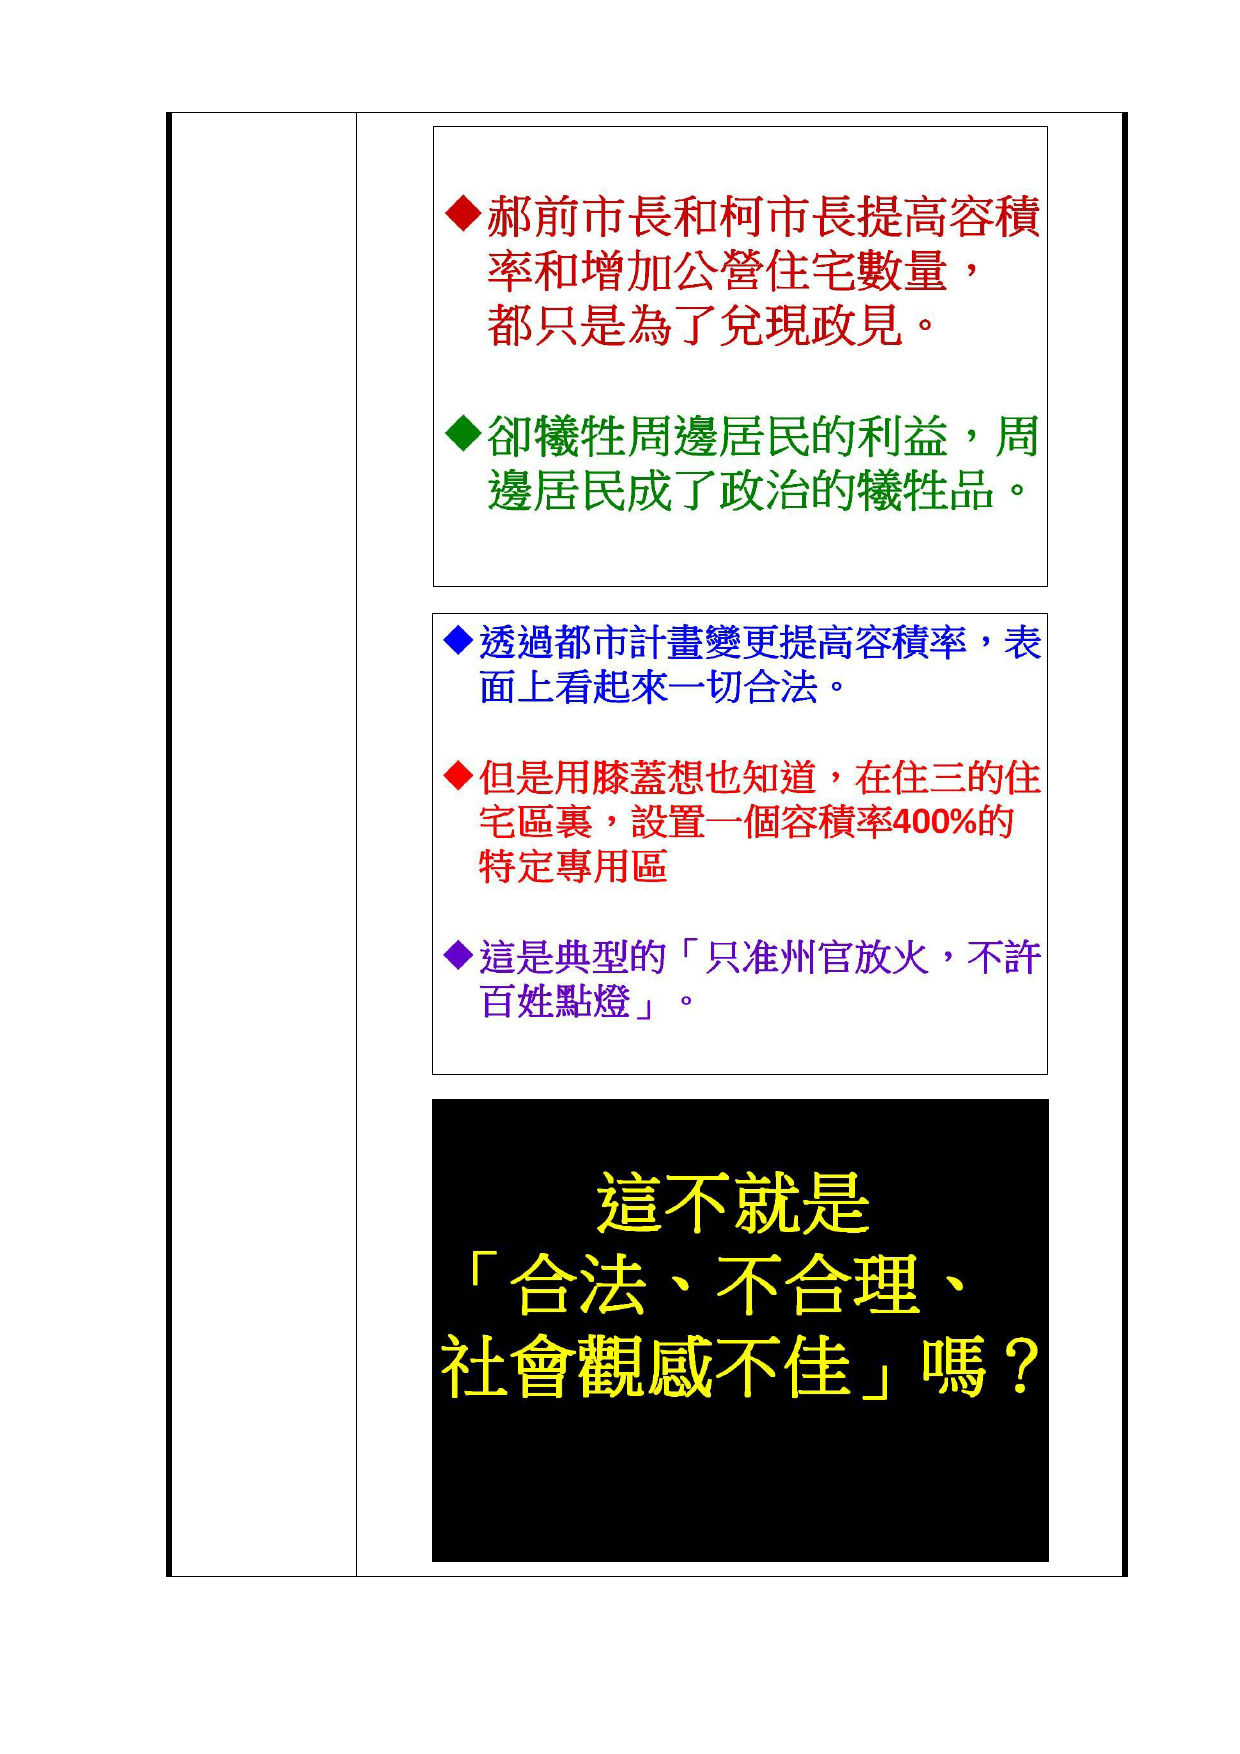 ◆郝前市長和柯市長提高容積
率和增加公營住宅數量，
都只是為了兌現政見。
◆卻犧牲周邊居民的利益，周
邊居民成了政治的犧牲品。
◆透過都市計畫變更提高容積率，表
面上看起來一切合法。
◆但是用膝蓋想也知道，在住三的住
宅區裏，設置一個容積率400%的
特定專用區
◆這是典型的「只准州官放火，不許
百姓點燈」。
這不就是
「合法、不合理、
社會觀感不佳」嗎？